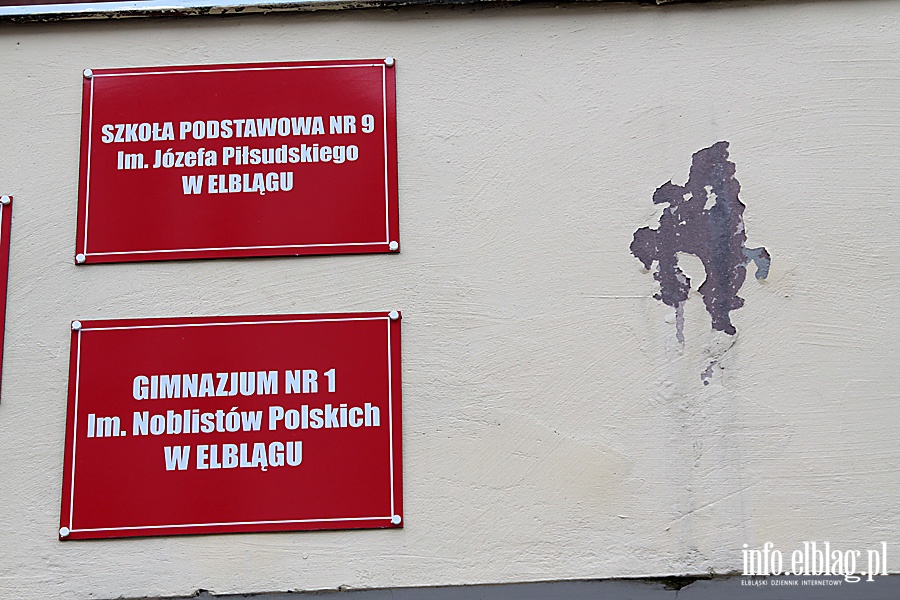 SZKOŁA PODSTAWOWA NR 9
Im. Józefa Piłsudskiego
W ELBLĄGU
GIMNAZJUM NR 1
Im. Noblistów Polskich
W ELBLĄGU
info.elblag.pl
ELBLĄSKI DZIENNIK INTERNETOWY